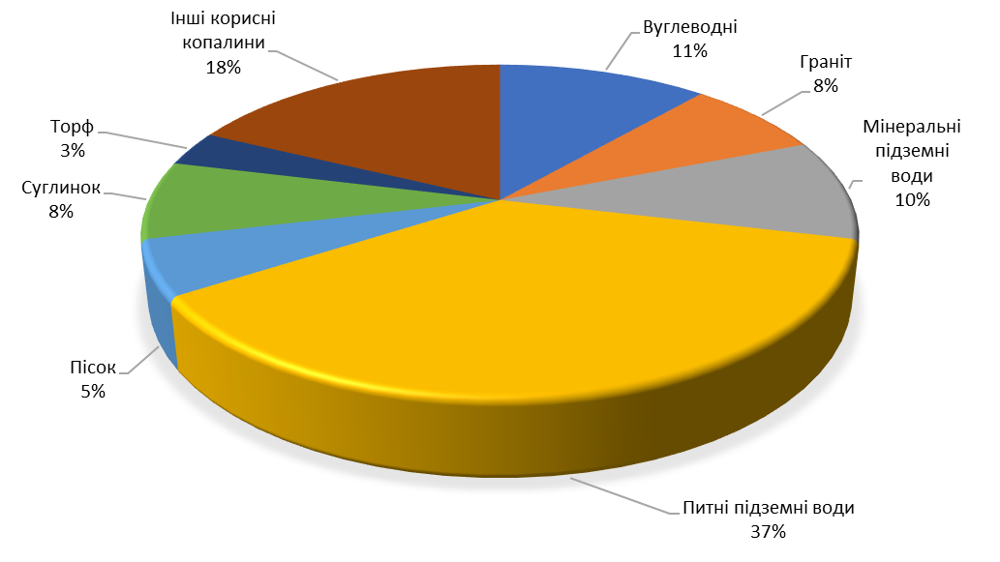 Інші корисні
копалини
18%
Вуглеводні
11%
Граніт
8%
Мінеральні
підземні
води
10%
Торф
3%
Суглинок
8%
Пісок
5%
Питні підземні води
37%